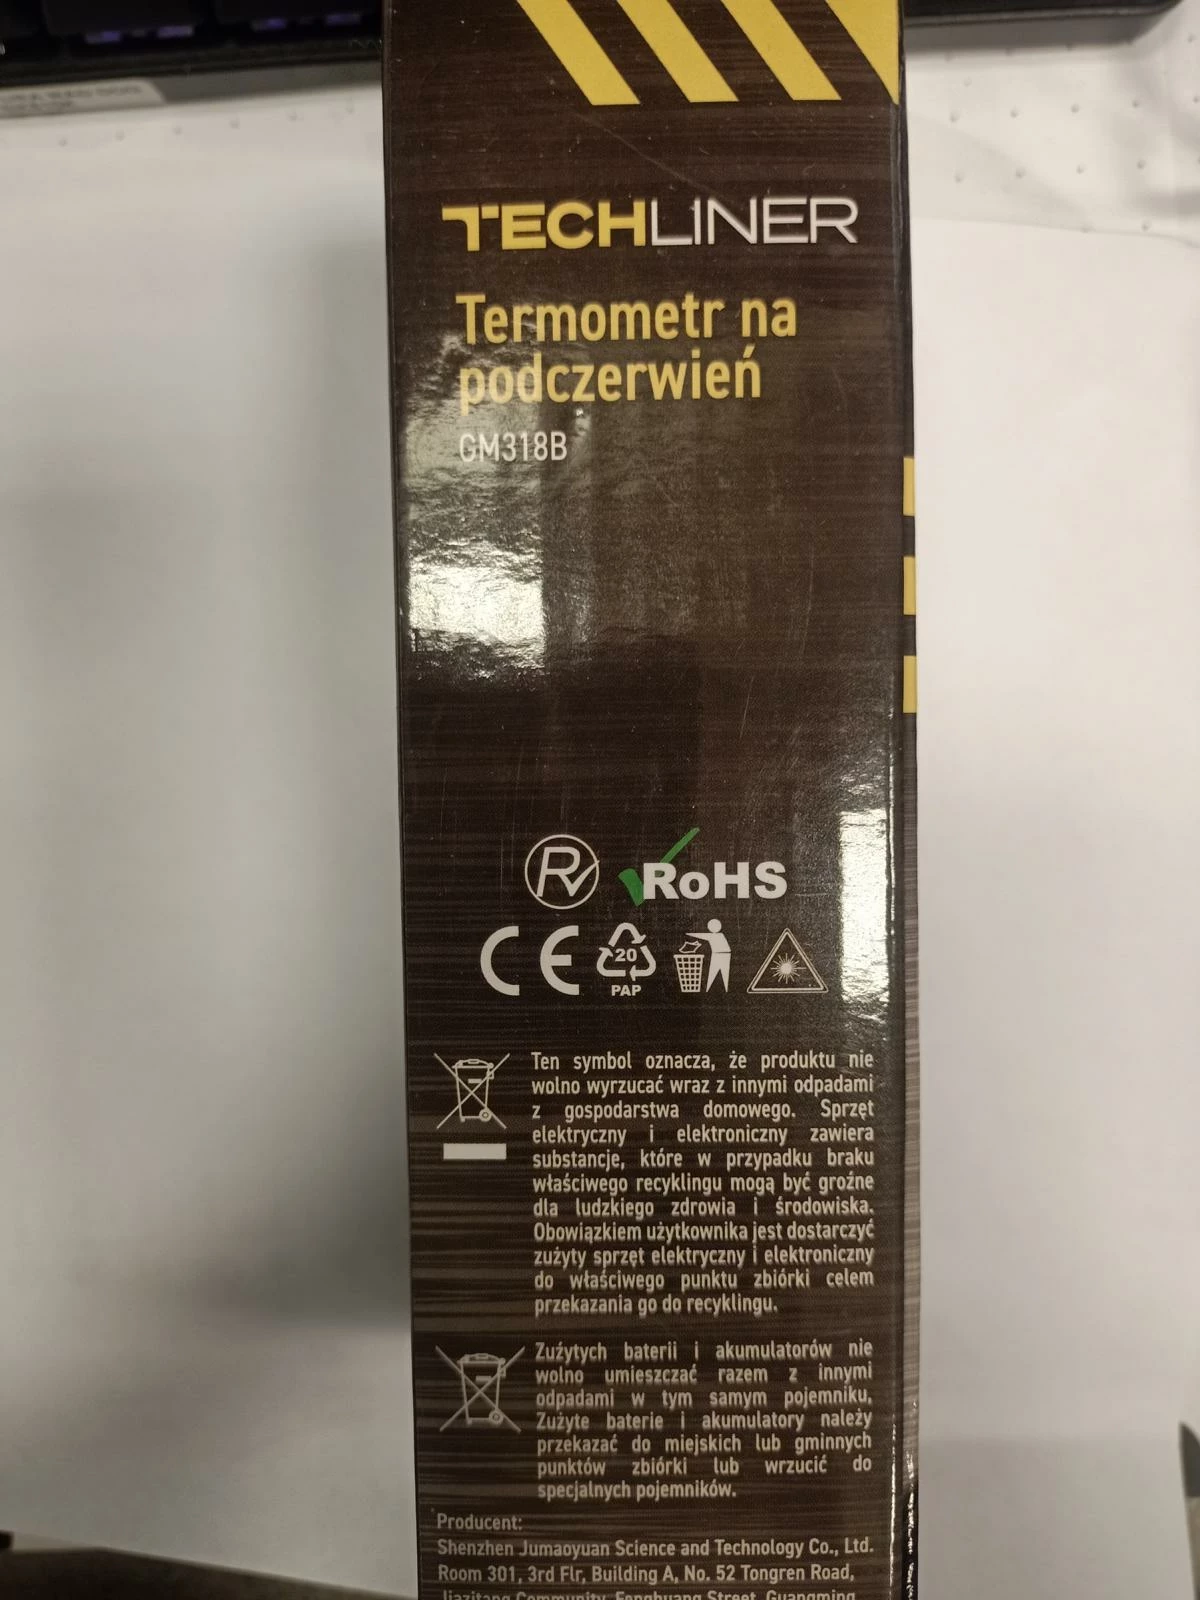 TECHLINER
Termometr na
podczerwień
GM318B
R
RoHS
CE
20
PAP
Ten symbol oznacza, że produktu nie
wolno wyrzucać wraz z innymi odpadami
z gospodarstwa domowego. Sprzęt
elektryczny i elektroniczny zawiera
substancje, które w przypadku braku
właściwego recyklingu mogą być groźne
dla ludzkiego zdrowia i środowiska.
Obowiązkiem użytkownika jest dostarczyć
zużyty sprzęt elektryczny i elektroniczny
do właściwego punktu zbiórki celem
przekazania go do recyklingu.
Zużytych baterii i akumulatorów nie
wolno umieszczać razem z innymi
odpadami w tym samym pojemniku.
Zużyte baterie i akumulatory należy
przekazać do miejskich lub gminnych
punktów zbiórki lub wrzucić do
specjalnych pojemników.
Producent:
Shenzhen Jumaoyuan Science and Technology Co., Ltd.
Room 301, 3rd Flr, Building A, No. 52 Tongren Road,
Jiazitang Community, Fenghuang Street, Guangming